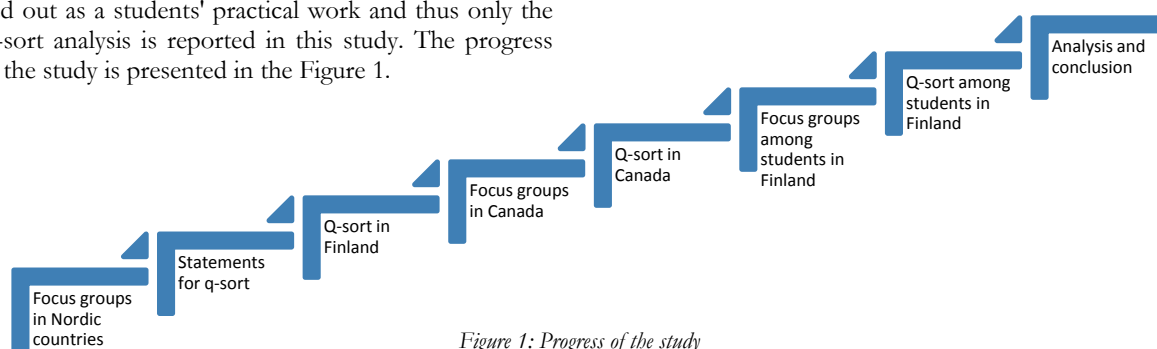 d out as a students' practical work and thus only the
-sort analysis is reported in this study. The progress
the study is presented in the Figure 1.
Focus groups
in Nordic
countries
Statements
for q-sort
Q-sort in
Finland
Focus groups
in Canada
Q-sort in
Canada
Focus groups
among
students in
Finland
Q-sort among
students in
Finland
Analysis and
conclusion
Figure 1: Progress of the study